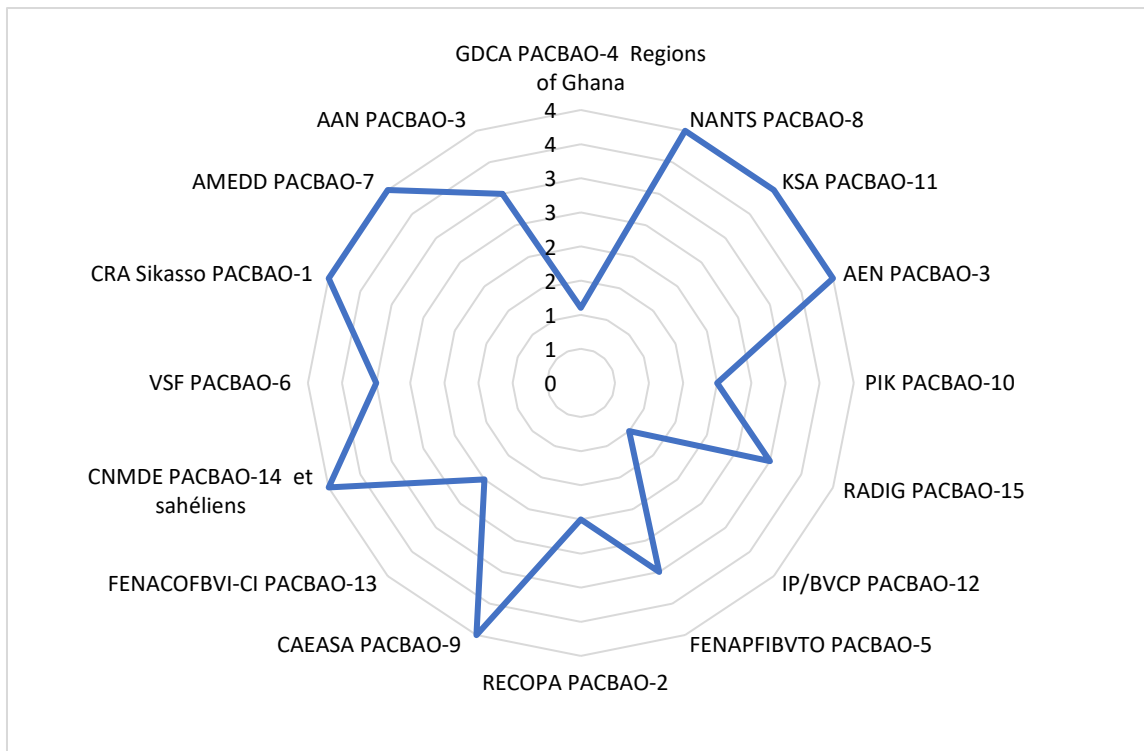 GDCA PACBAO-4  Regions
of Ghana
NANTS PACBAO-8
KSA PACBAO-11
AEN PACBAO-3
PIK PACBAO-10
RADIG PACBAO-15
IP/BVCP PACBAO-12
FENAPFIBVTO PACBAO-5
RECOPA PACBAO-2
CAEASA PACBAO-9
FENACOFBVI-CI PACBAO-13
CNMDE PACBAO-14  et
sahéliens
VSF PACBAO-6
CRA Sikasso PACBAO-1
AMEDD PACBAO-7
AAN PACBAO-3
4
4
3
3
2
2
1
1
0